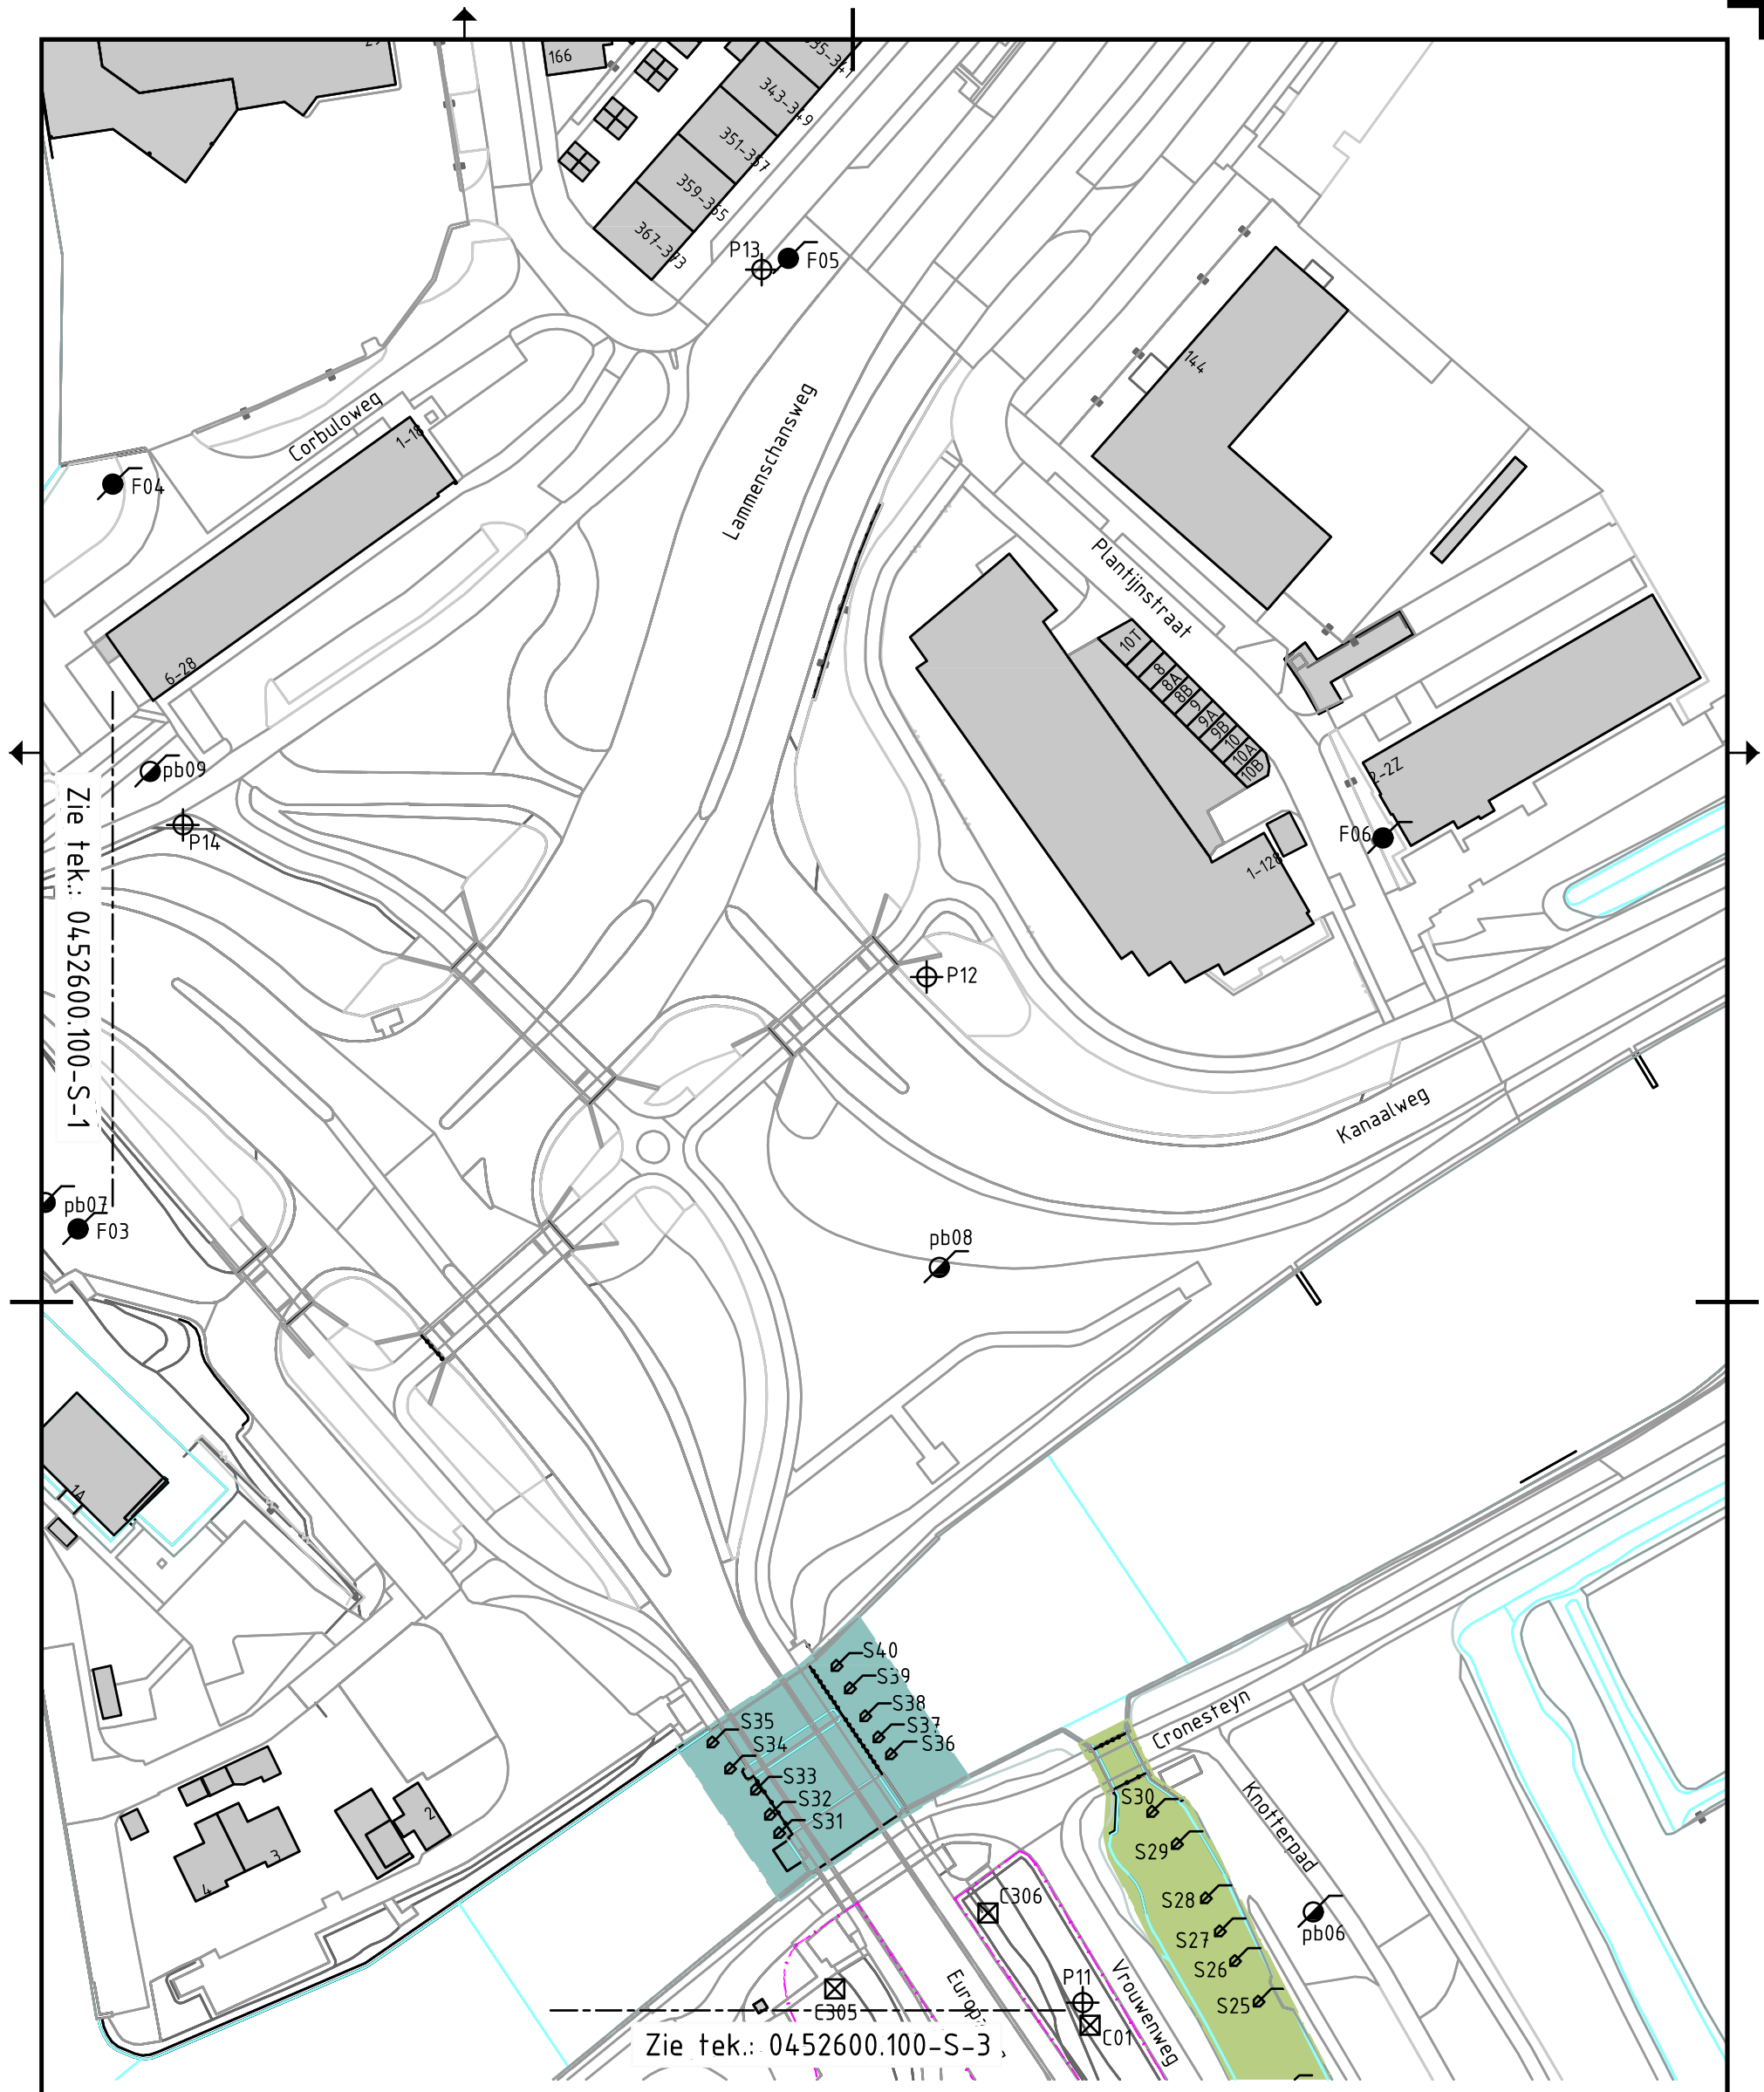 166
335-341
343-349
351-357
359-365
367-373
P13
F05
144
Corbuloweg
1-18
Lammenschansweg
F04
Plantijnstraat
10T
8
8A
8B
9
9A
9B
10
10A
10B
6-28
pb09
2-2Z
P14
F06
1-128
Zie tek.: 0452600.100-S-1
P12
Kanaalweg
pb07
F03
pb08
1A
S40
S39
S38
S37
S36
S35
S34
S33
S32
S31
Cronesteyn
S30
S29
S28
S27
S26
S25
Knotterpad
2
3
4
C306
pb06
P11
Vrouwenweg
C305
C01
Zie tek.: 0452600.100-S-3